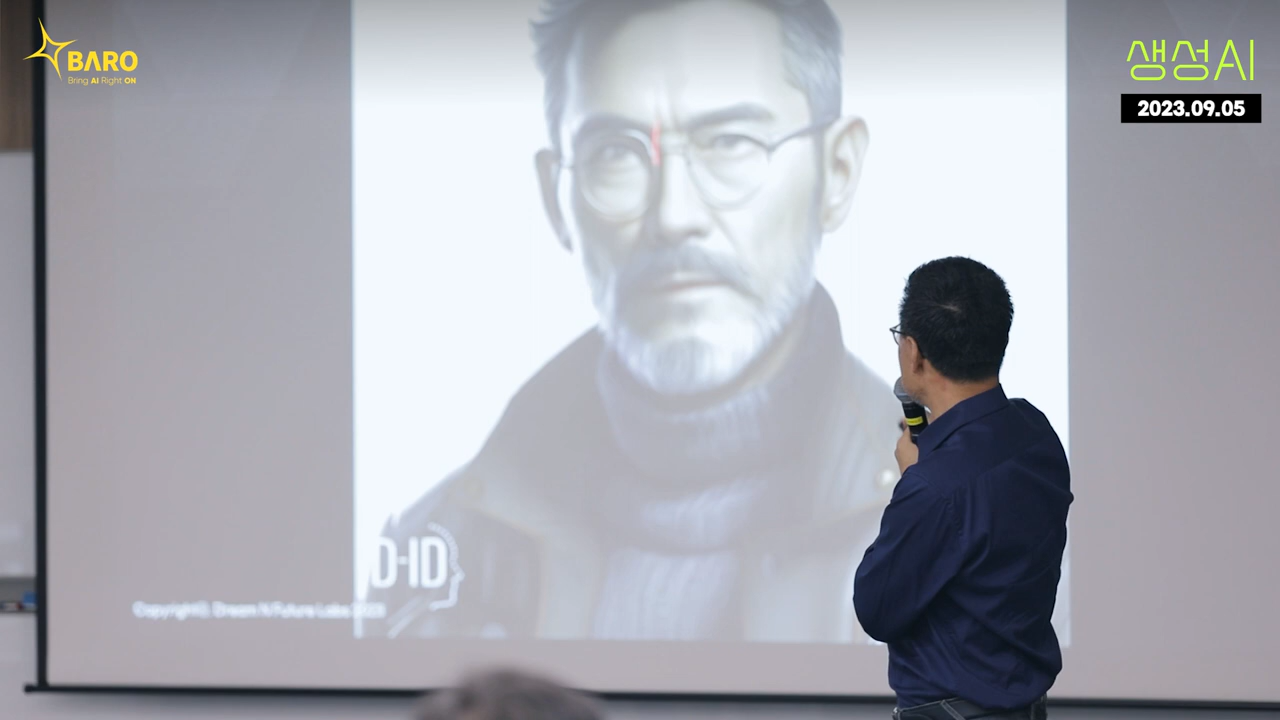 BARO
Bring AI Right ON
생성AI
2023.09.05
D-ID
Copyright©. Dream N Future Labs 2023